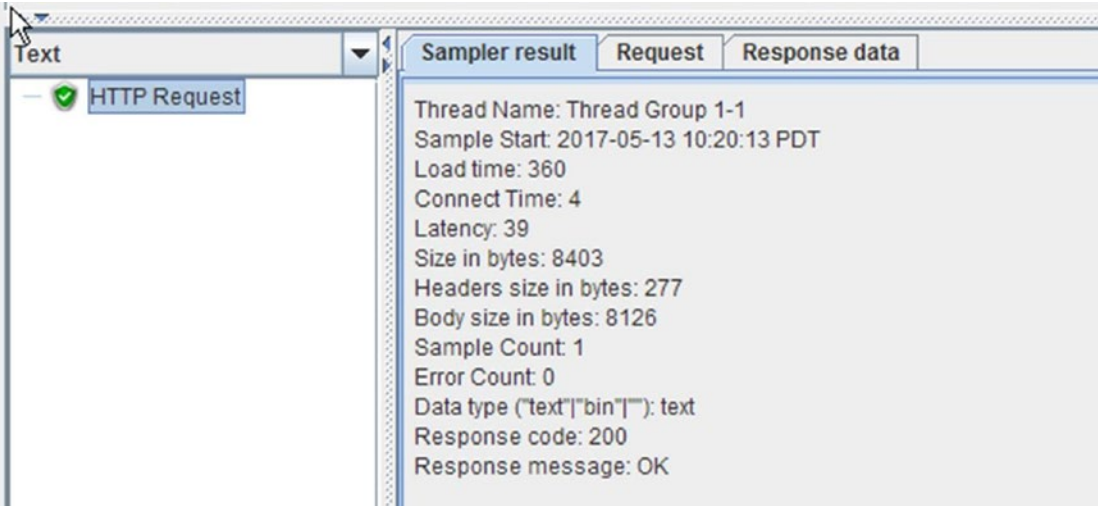 Text
HTTP Request
Sampler result Request Response data
Thread Name: Thread Group 1-1
Sample Start: 2017-05-13 10:20:13 PDT
Load time: 360
Connect Time: 4
Latency: 39
Size in bytes: 8403
Headers size in bytes: 277
Body size in bytes: 8126
Sample Count: 1
Error Count: 0
Data type ("text"|"bin"|""): text
Response code: 200
Response message: OK